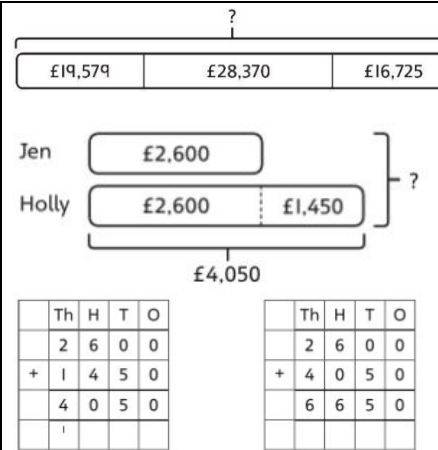 ?
£19,579 £28,370 £16,725
Jen £2,600
?
Holly £2,600 £1,450
£4,050
Th H T O
2 6 0 0
+ 1 4 5 0
4 0 5 0
1
Th H T O
2 6 0 0
+ 4 0 5 0
6 6 5 0